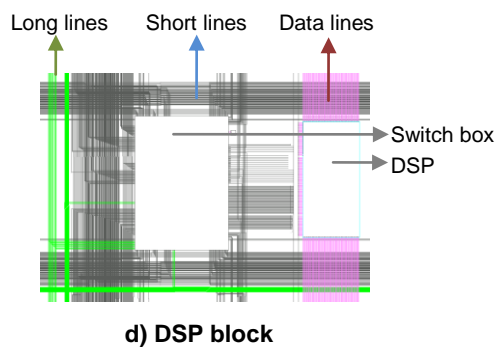 Long lines
Short lines
Data lines
Switch box
DSP
d) DSP block